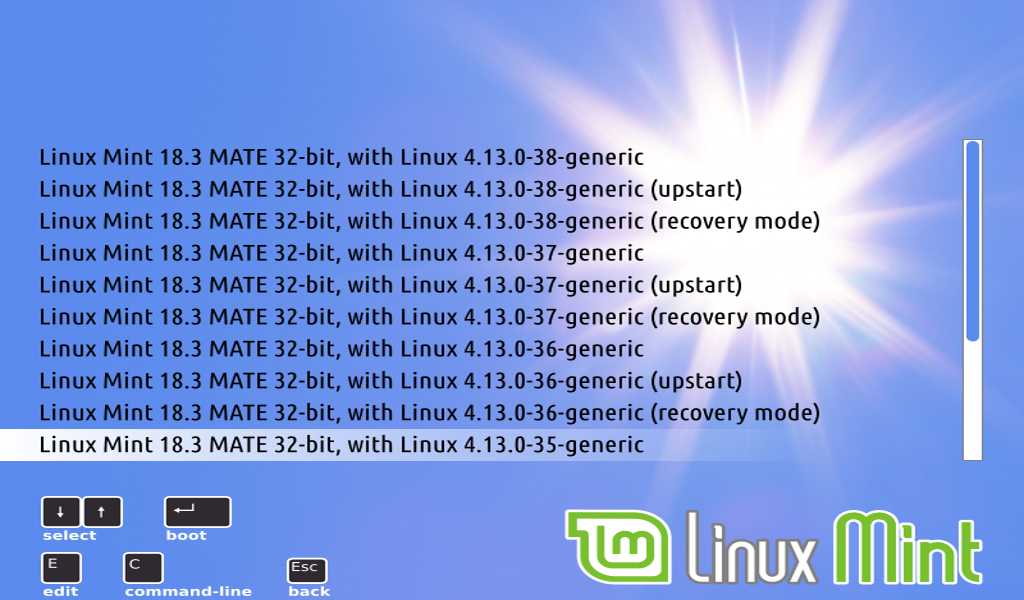 Linux Mint 18.3 MATE 32-bit, with Linux 4.13.0-38-generic
Linux Mint 18.3 MATE 32-bit, with Linux 4.13.0-38-generic (upstart)
Linux Mint 18.3 MATE 32-bit, with Linux 4.13.0-38-generic (recovery mode)
Linux Mint 18.3 MATE 32-bit, with Linux 4.13.0-37-generic
Linux Mint 18.3 MATE 32-bit, with Linux 4.13.0-37-generic (upstart)
Linux Mint 18.3 MATE 32-bit, with Linux 4.13.0-37-generic (recovery mode)
Linux Mint 18.3 MATE 32-bit, with Linux 4.13.0-36-generic
Linux Mint 18.3 MATE 32-bit, with Linux 4.13.0-36-generic (upstart)
Linux Mint 18.3 MATE 32-bit, with Linux 4.13.0-36-generic (recovery mode)
Linux Mint 18.3 MATE 32-bit, with Linux 4.13.0-35-generic
↓ ↑ ↵
select boot
E C Esc
edit command-line back
lm Linux Mint